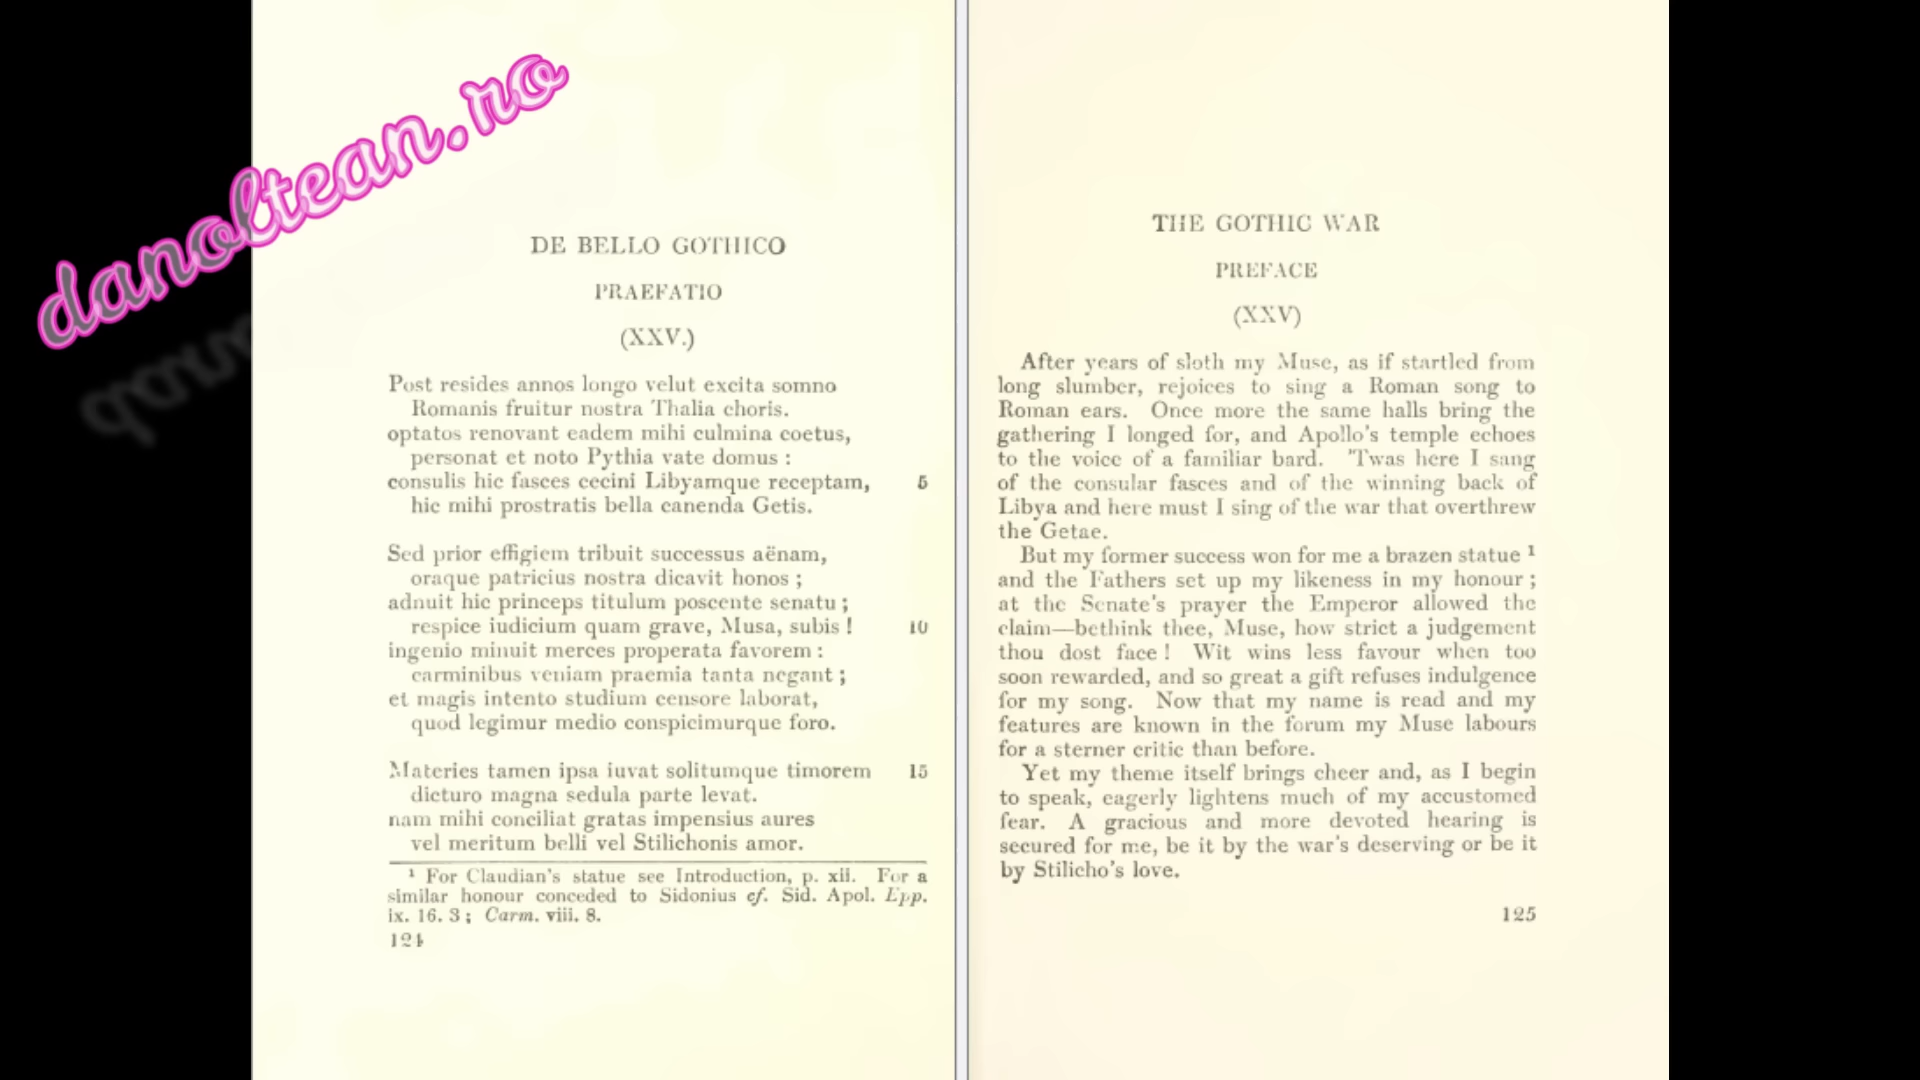 danoltean.ro
DE BELLO GOTHICO
PRAEFATIO
(XXV.)
Post resides annos longo velut excita somno
Romanis fruitur nostra Thalia choris.
optatos renovant eadem mihi culmina coetus,
personat et noto Pythia vate domus :
consulis hic fasces cecini Libyamque receptam, 5
hic mihi prostratis bella canenda Getis.
Sed prior effigiem tribuit successus aënam,
oraque patricius nostra dicavit honos ;
adnuit hic princeps titulum poscente senatu ;
respice iudicium quam grave, Musa, subis ! 10
ingenio minuit merces properata favorem :
carminibus veniam praemia tanta negant ;
et magis intento studium censore laborat,
quod legimur medio conspicimurque foro.
Materies tamen ipsa iuvat solitumque timorem 15
dicturo magna sedula parte levat.
nam mihi conciliat gratas impensius aures
vel meritum belli vel Stilichonis amor.
¹ For Claudian's statue see Introduction, p. xii. For a
similar honour conceded to Sidonius cf. Sid. Apol. Epp.
ix. 16. 3 ; Carm. viii. 8.
124
THE GOTHIC WAR
PREFACE
(XXV)
After years of sloth my Muse, as if startled from
long slumber, rejoices to sing a Roman song to
Roman ears. Once more the same halls bring the
gathering I longed for, and Apollo's temple echoes
to the voice of a familiar bard. 'Twas here I sang
of the consular fasces and of the winning back of
Libya and here must I sing of the war that overthrew
the Getae.
But my former success won for me a brazen statue ¹
and the Fathers set up my likeness in my honour ;
at the Senate's prayer the Emperor allowed the
claim—bethink thee, Muse, how strict a judgement
thou dost face ! Wit wins less favour when too
soon rewarded, and so great a gift refuses indulgence
for my song. Now that my name is read and my
features are known in the forum my Muse labours
for a sterner critic than before.
Yet my theme itself brings cheer and, as I begin
to speak, eagerly lightens much of my accustomed
fear. A gracious and more devoted hearing is
secured for me, be it by the war's deserving or be it
by Stilicho's love.
125